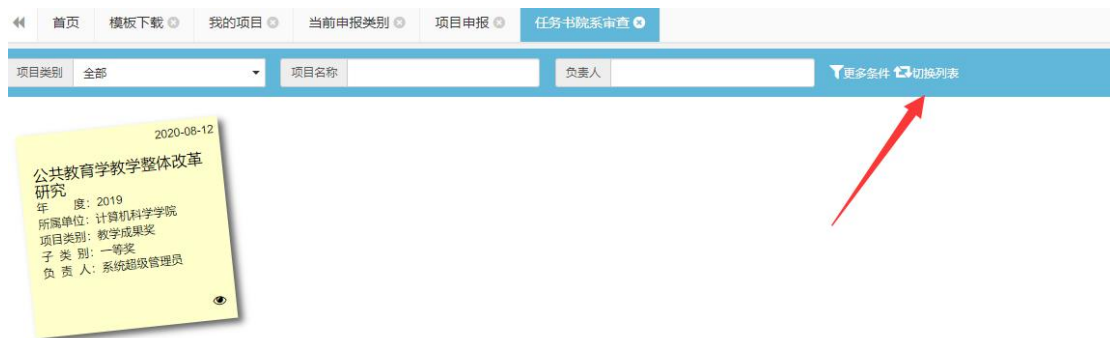 首页 模板下载 我的项目 当前申报类别 项目申报 任务书院系审查
项目类别 全部 项目名称 负责人 更多条件 切换列表
2020-08-12
公共教育学教学整体改革
研究
年 度：2019
所属单位：计算机科学学院
项目类别：教学成果奖
子 类 别：一等奖
负 责 人：系统超级管理员